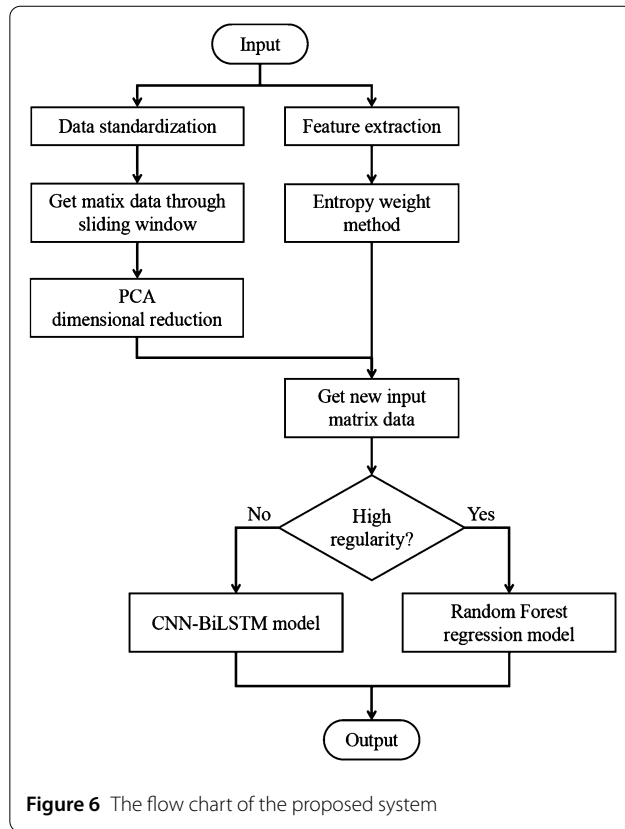 Input
Data standardization
Feature extraction
Get matix data through
sliding window
Entropy weight
method
PCA
dimensional reduction
Get new input
matrix data
High
regularity?
No
Yes
CNN-BiLSTM model
Random Forest
regression model
Output
Figure 6 The flow chart of the proposed system